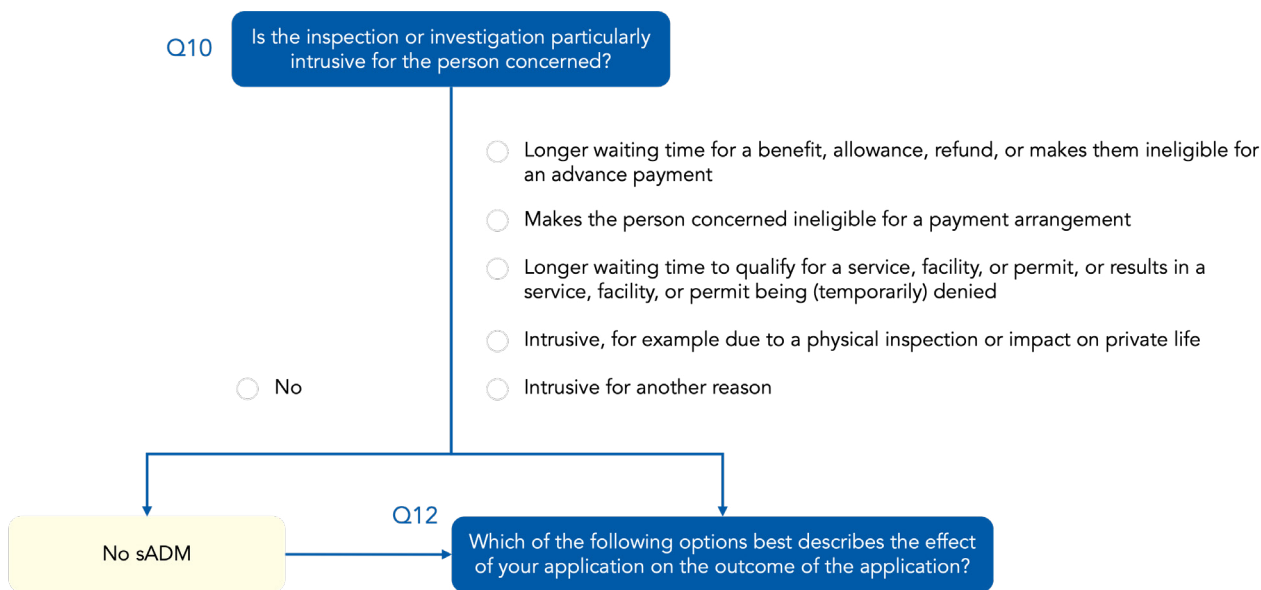 Q10
Is the inspection or investigation particularly
intrusive for the person concerned?
Longer waiting time for a benefit, allowance, refund, or makes them ineligible for
an advance payment
Makes the person concerned ineligible for a payment arrangement
Longer waiting time to qualify for a service, facility, or permit, or results in a
service, facility, or permit being (temporarily) denied
Intrusive, for example due to a physical inspection or impact on private life
No
Intrusive for another reason
No sADM
Q12
Which of the following options best describes the effect
of your application on the outcome of the application?